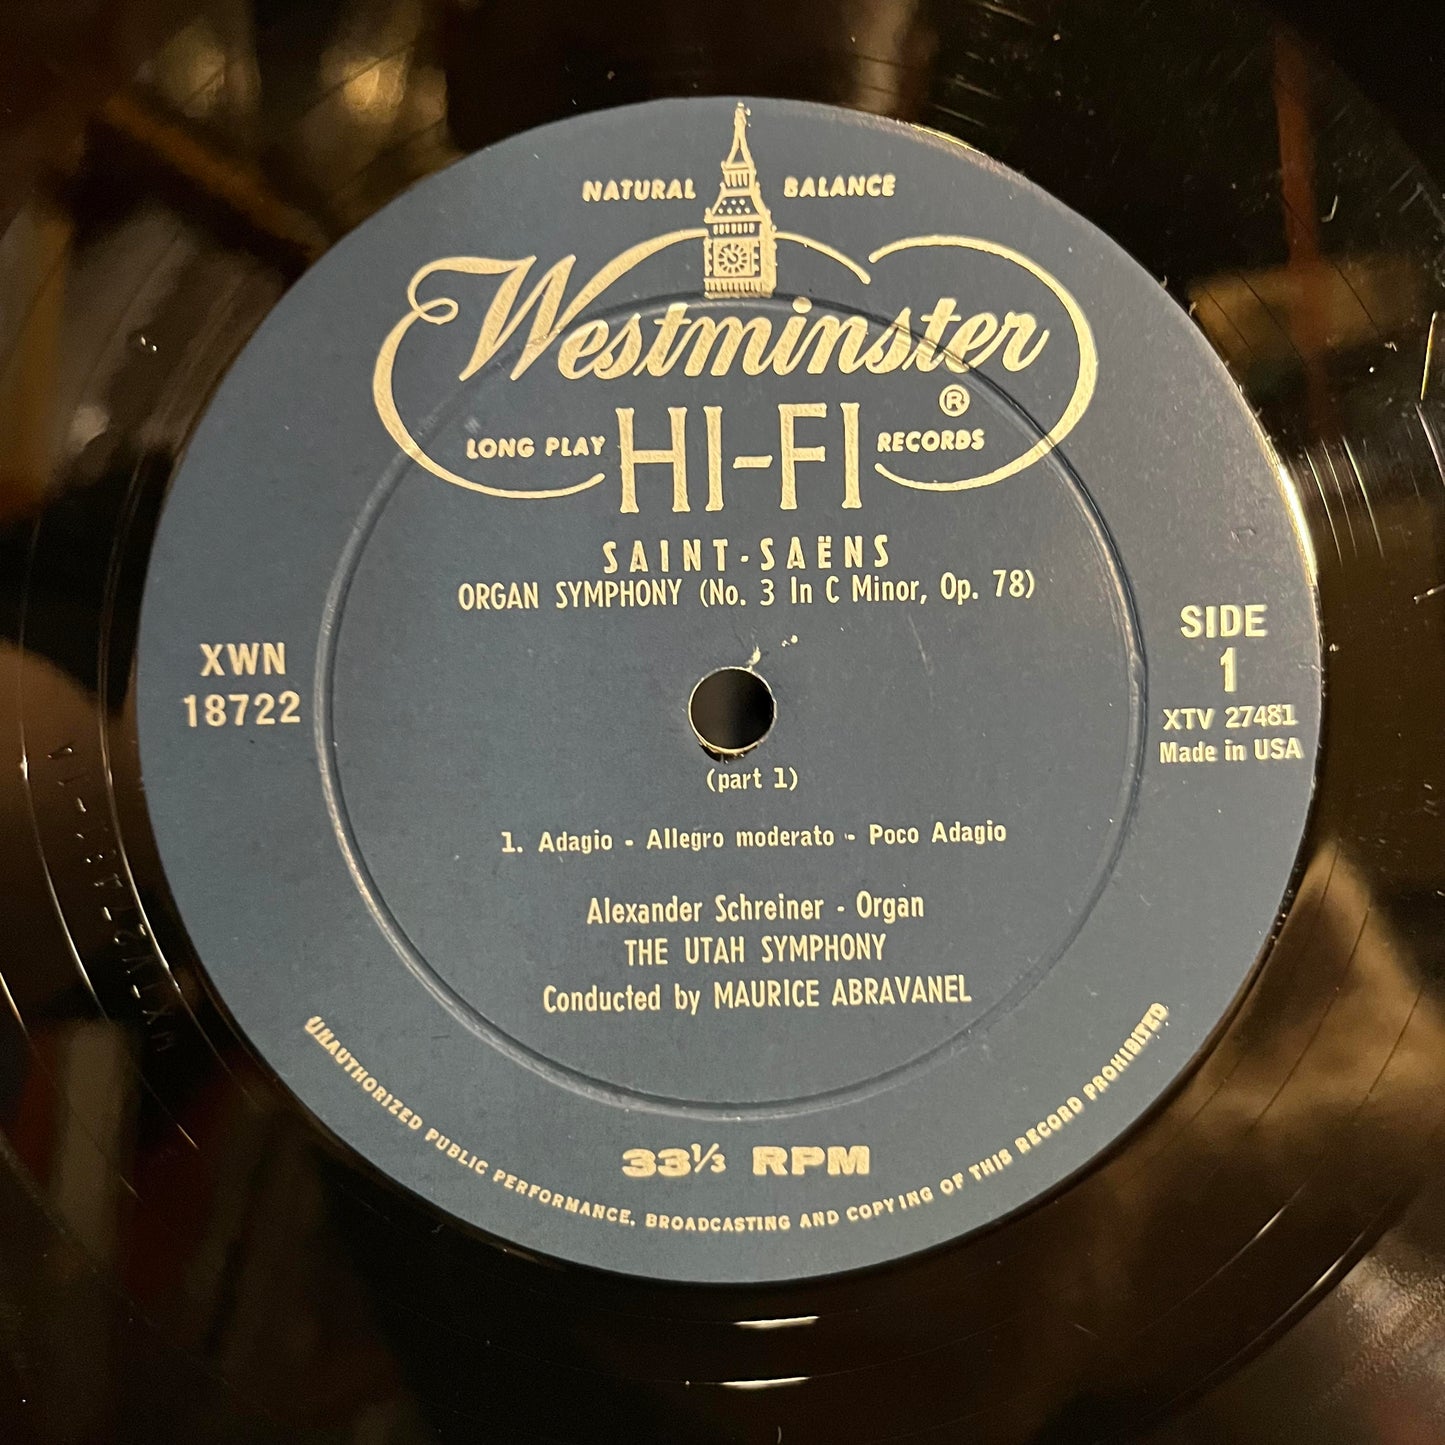 NATURAL BALANCE
Westminster
®
LONG PLAY HI-FI RECORDS
SAINT-SAËNS
ORGAN SYMPHONY (No. 3 In C Minor, Op. 78)
XWN
18722
SIDE
1
XTV 27481
Made in USA
(part 1)
1. Adagio - Allegro moderato - Poco Adagio
Alexander Schreiner - Organ
THE UTAH SYMPHONY
Conducted by MAURICE ABRAVANEL
33⅓ RPM
UNAUTHORIZED PUBLIC PERFORMANCE, BROADCASTING AND COPYING OF THIS RECORD PROHIBITED